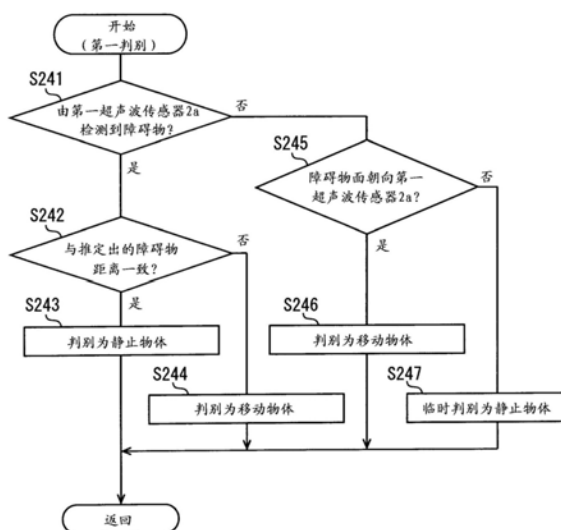 开始
(第一判别)
S241
由第一超声波传感器2a
检测到障碍物?
否
是
S245
障碍物面朝向第一
超声波传感器2a?
否
是
S242
与推定出的障碍物
距离一致?
否
是
S243
判别为静止物体
S246
判别为移动物体
S244
判别为移动物体
S247
临时判别为静止物体
返回